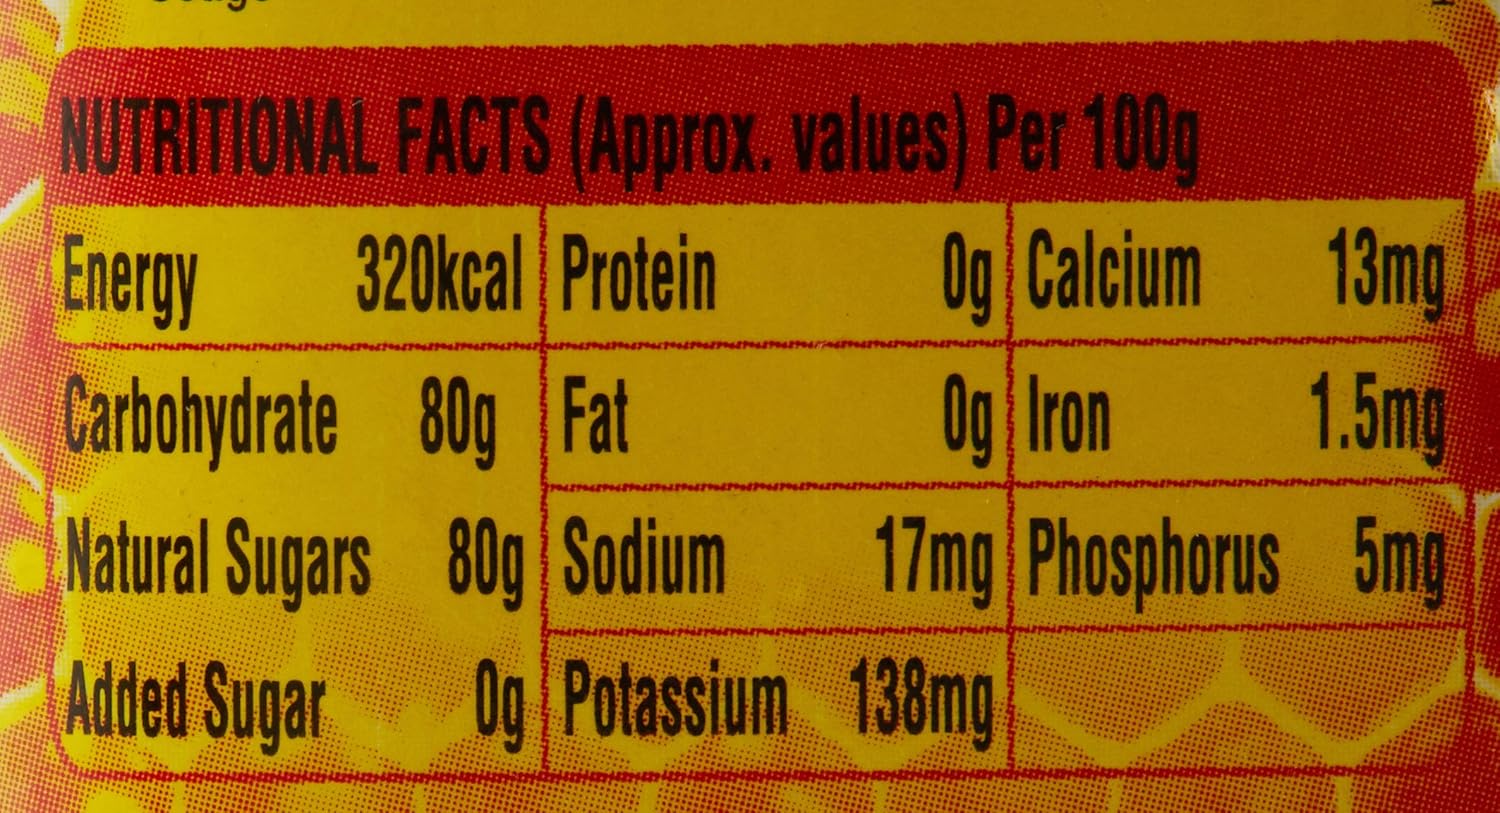 NUTRITIONAL FACTS (Approx. values) Per 100g
Energy 320kcal Protein 0g Calcium 13mg
Carbohydrate 80g Fat 0g Iron 1.5mg
Natural Sugars 80g Sodium 17mg Phosphorus 5mg
Added Sugar 0g Potassium 138mg